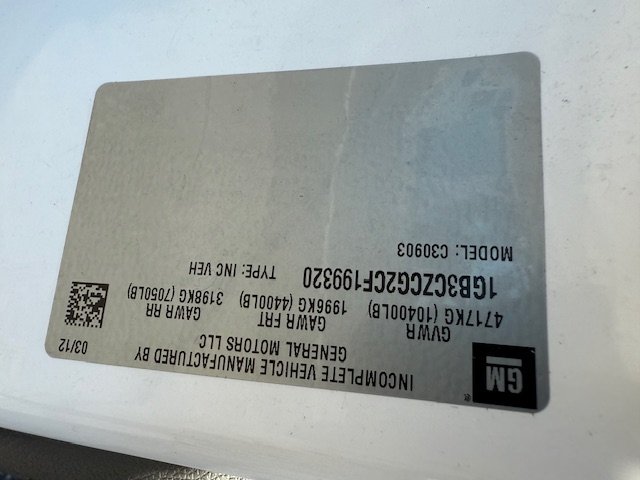 GM ®
INCOMPLETE VEHICLE MANUFACTURED BY 03/12
GENERAL MOTORS LLC
GVWR GAWR FRT GAWR RR
4717KG (10400LB) 1996KG (4400LB) 3198KG (7050LB)
1GB3CZCG2CF199320 TYPE: INC VEH
MODEL: C30903